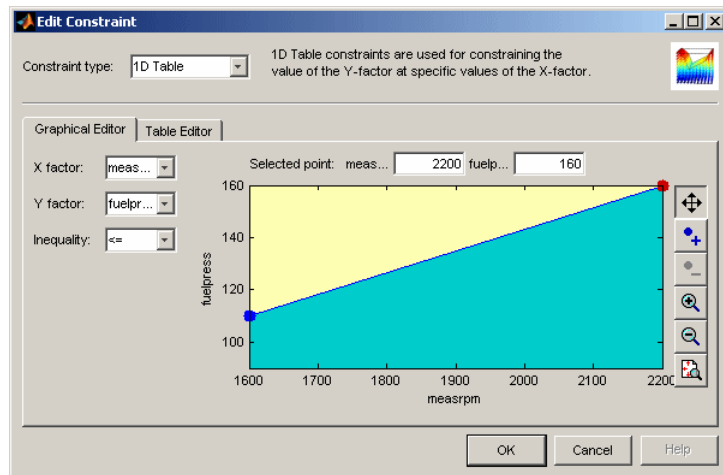 Edit Constraint
Constraint type: 1D Table
1D Table constraints are used for constraining the
value of the Y-factor at specific values of the X-factor.
Graphical Editor Table Editor
X factor: meas...
Y factor: fuelpr...
Inequality: <=
Selected point: meas... 2200 fuelp... 160
160
140
120
100
fuelpress
1600 1700 1800 1900 2000 2100 2200
measrpm
OK Cancel Help